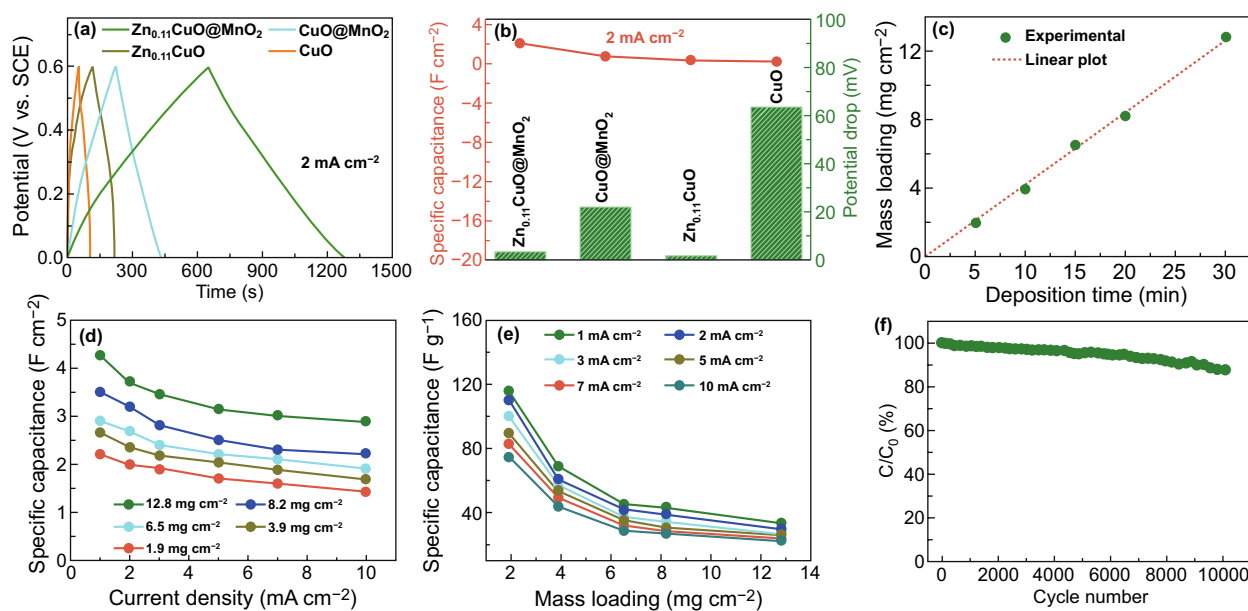 (a)
Zn₀.₁₁CuO@MnO₂
CuO@MnO₂
Zn₀.₁₁CuO
CuO
Potential (V vs. SCE)
0.6
0.4
0.2
0.0
2 mA cm⁻²
0
300
600
900
1200
1500
Time (s)
(b)
2 mA cm⁻²
Specific capacitance (F cm⁻²)
4
0
−4
−8
−12
−16
−20
Zn₀.₁₁CuO@MnO₂
CuO@MnO₂
Zn₀.₁₁CuO
CuO
100
80
60
40
20
0
Potential drop (mV)
(c)
Experimental
Linear plot
Mass loading (mg cm⁻²)
12
8
4
0
0
5
10
15
20
25
30
Deposition time (min)
(d)
Specific capacitance (F cm⁻²)
5
4
3
2
1
0
12.8 mg cm⁻²
8.2 mg cm⁻²
6.5 mg cm⁻²
3.9 mg cm⁻²
1.9 mg cm⁻²
0
2
4
6
8
10
Current density (mA cm⁻²)
(e)
1 mA cm⁻²
2 mA cm⁻²
3 mA cm⁻²
5 mA cm⁻²
7 mA cm⁻²
10 mA cm⁻²
Specific capacitance (F g⁻¹)
160
120
80
40
2
4
6
8
10
12
14
Mass loading (mg cm⁻²)
(f)
C/C₀ (%)
100
80
60
40
20
0
0
2000
4000
6000
8000
10000
Cycle number